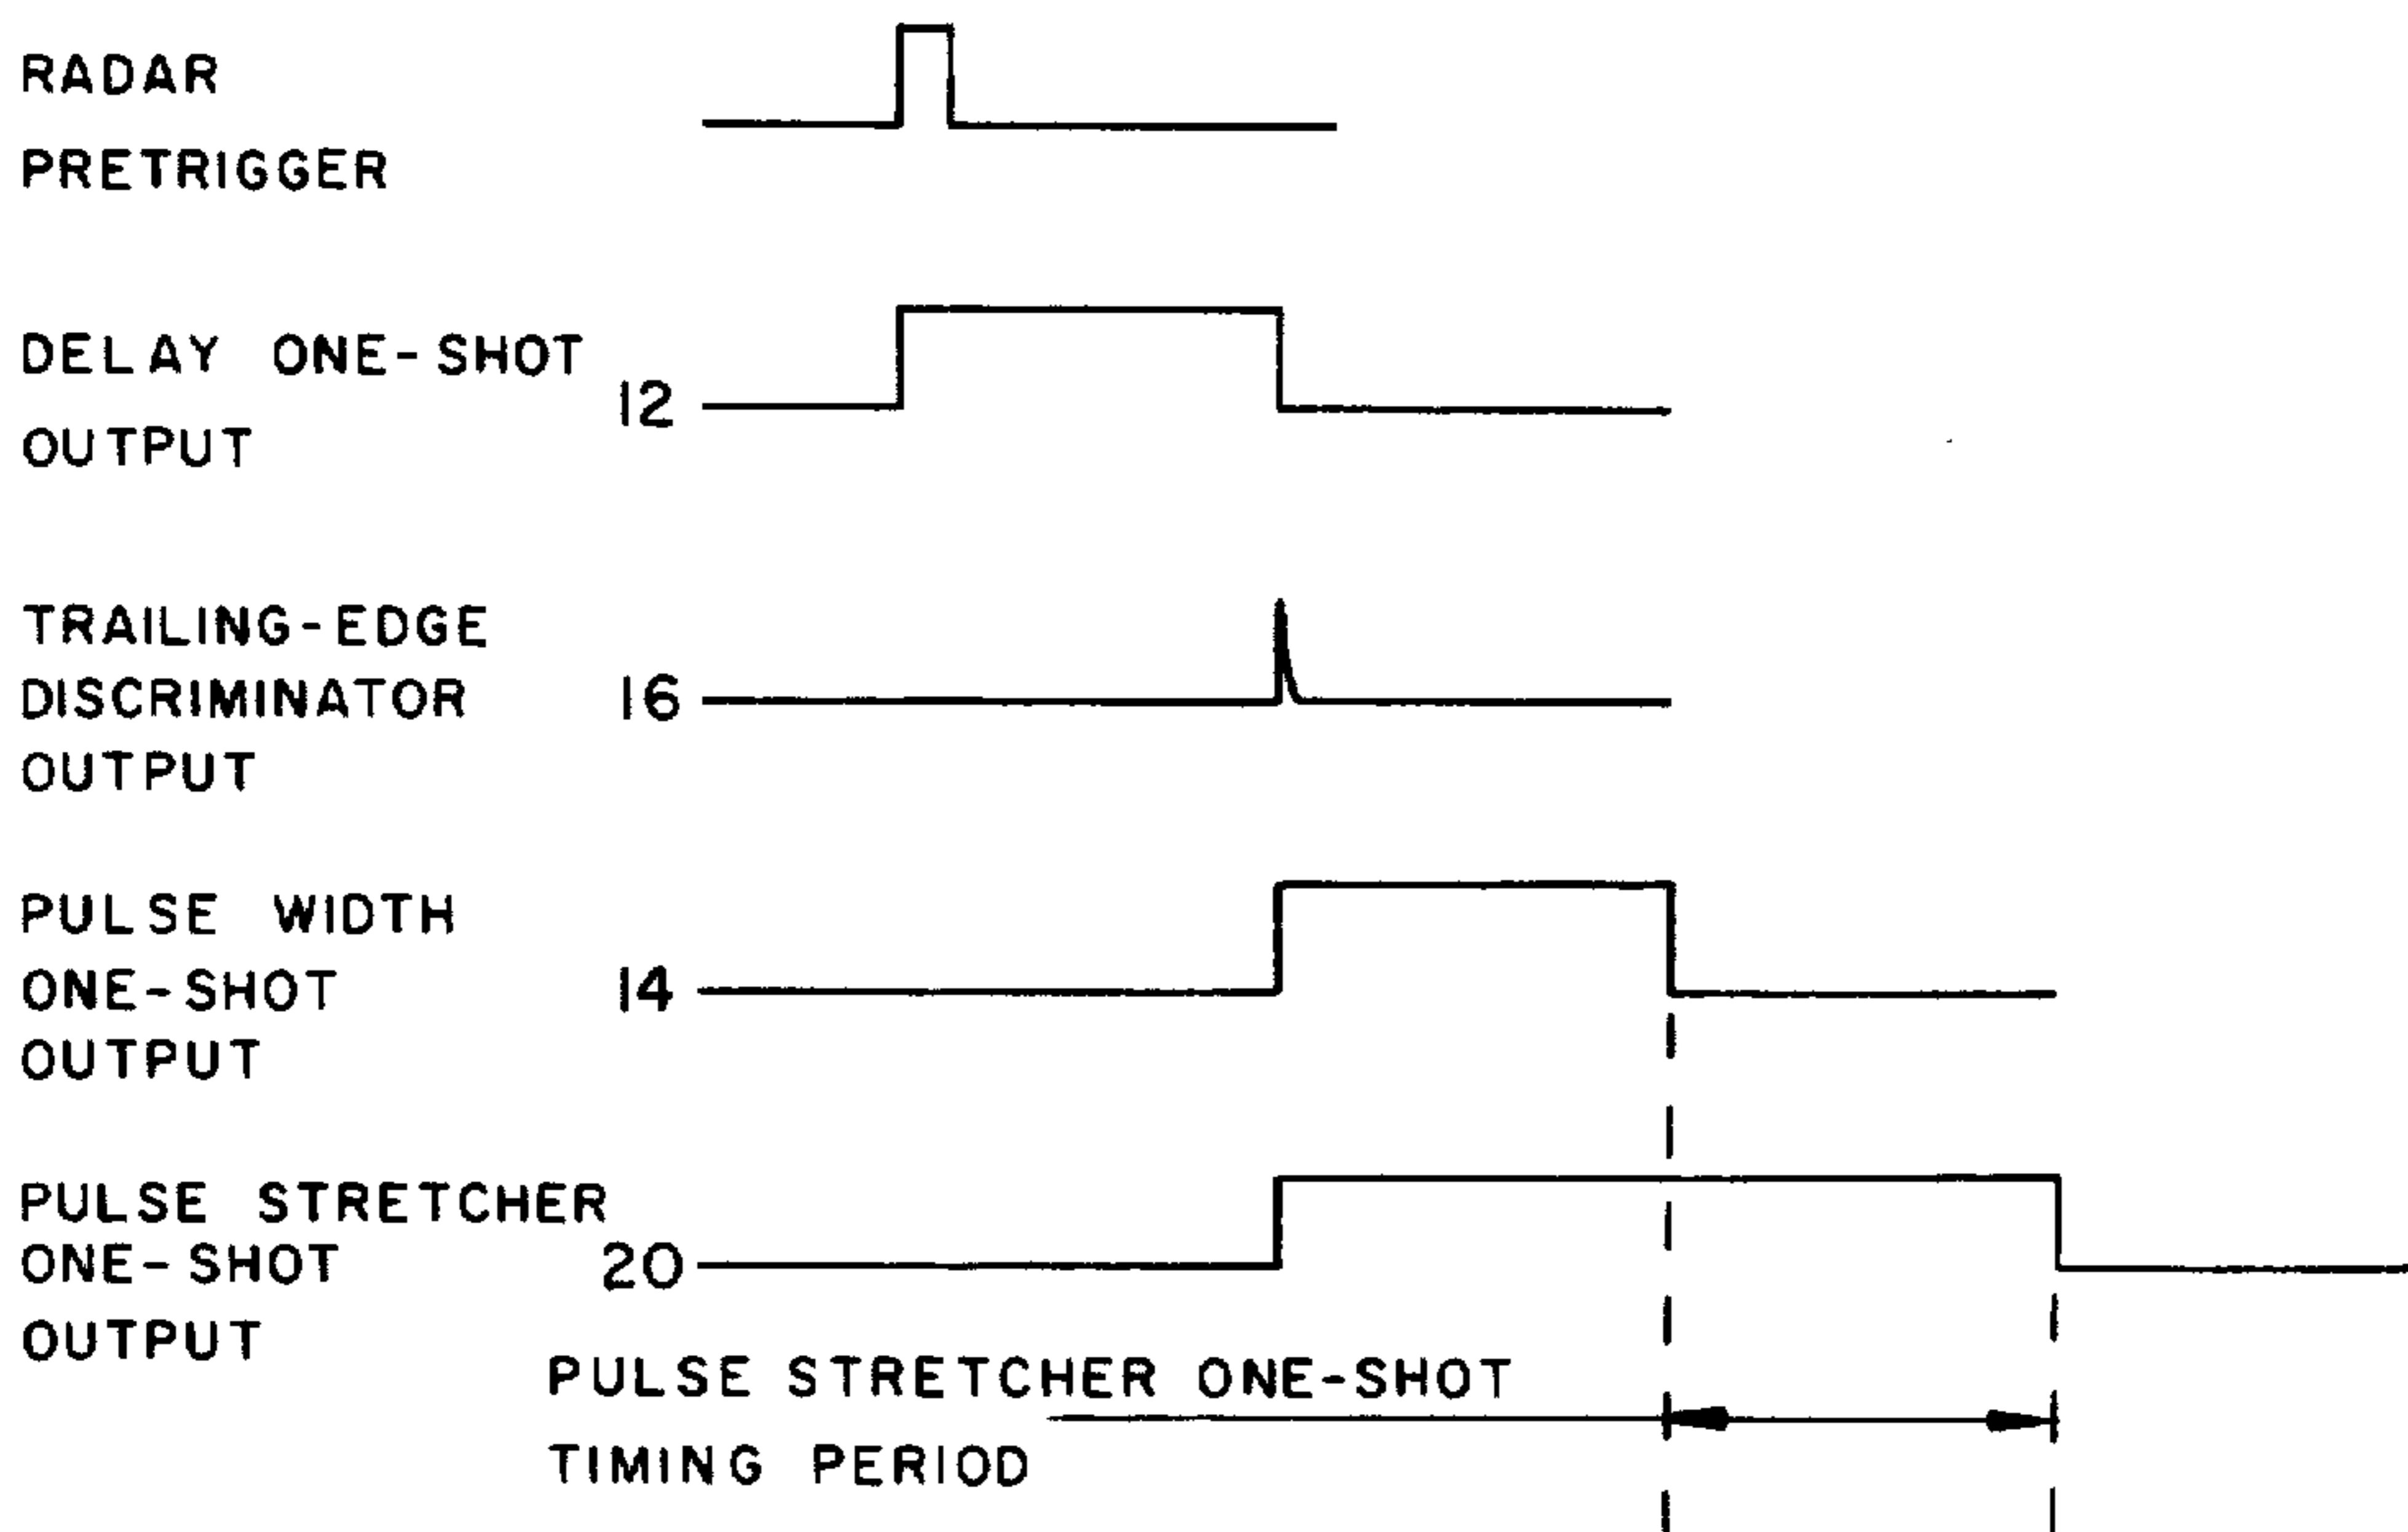 RADAR
PRETRIGGER
DELAY ONE-SHOT
12
OUTPUT
TRAILING-EDGE
DISCRIMINATOR 16
OUTPUT
PULSE WIDTH
ONE-SHOT 14
OUTPUT
PULSE STRETCHER
ONE-SHOT 20
OUTPUT
PULSE STRETCHER ONE-SHOT
TIMING PERIOD